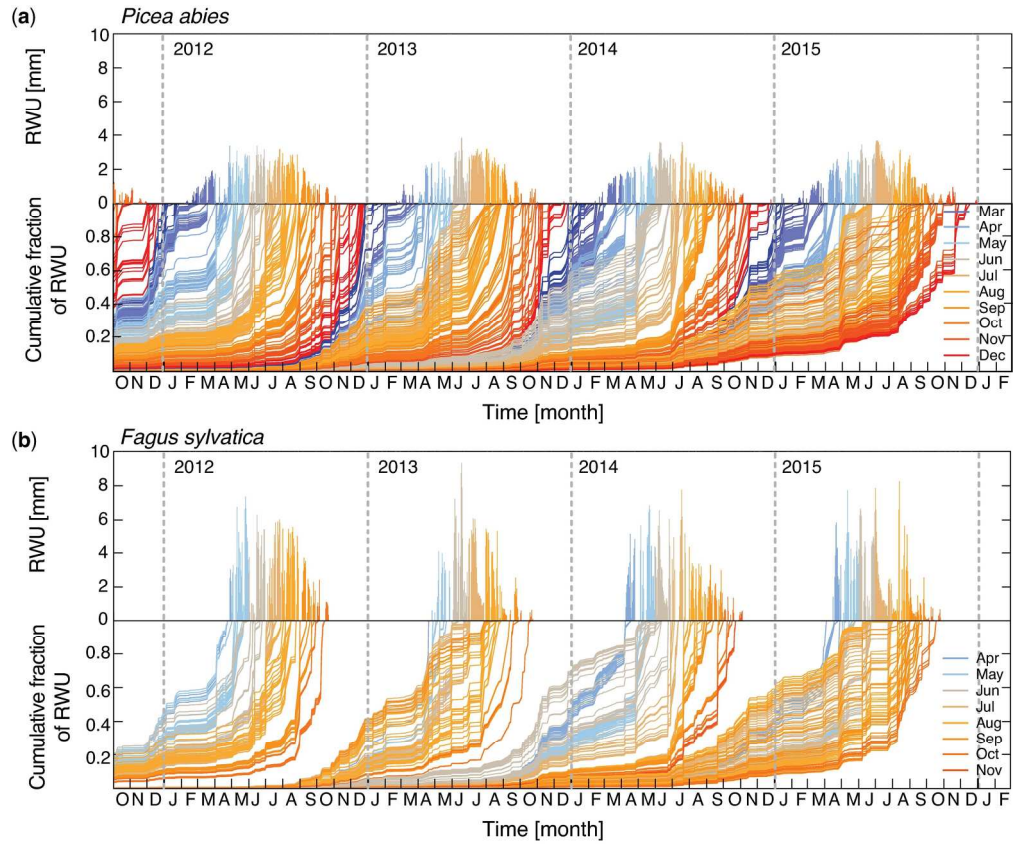 (a) Picea abies
2012 2013 2014 2015
RWU [mm]
10
8
6
4
2
0
Cumulative fraction
of RWU
0.8
0.6
0.4
0.2
Mar
Apr
May
Jun
Jul
Aug
Sep
Oct
Nov
Dec
O N D J F M A M J J A S O N D J F M A M J J A S O N D J F M A M J J A S O N D J F M A M J J A S O N D J F
Time [month]
(b) Fagus sylvatica
2012 2013 2014 2015
RWU [mm]
10
8
6
4
2
0
Cumulative fraction
of RWU
0.8
0.6
0.4
0.2
Apr
May
Jun
Jul
Aug
Sep
Oct
Nov
O N D J F M A M J J A S O N D J F M A M J J A S O N D J F M A M J J A S O N D J F M A M J J A S O N D J F
Time [month]